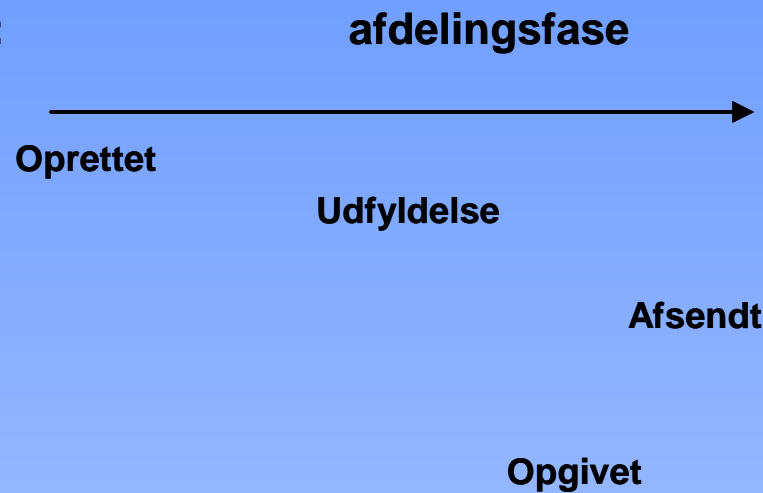 afdelingsfase
Oprettet
Udfyldelse
Afsendt
Opgivet